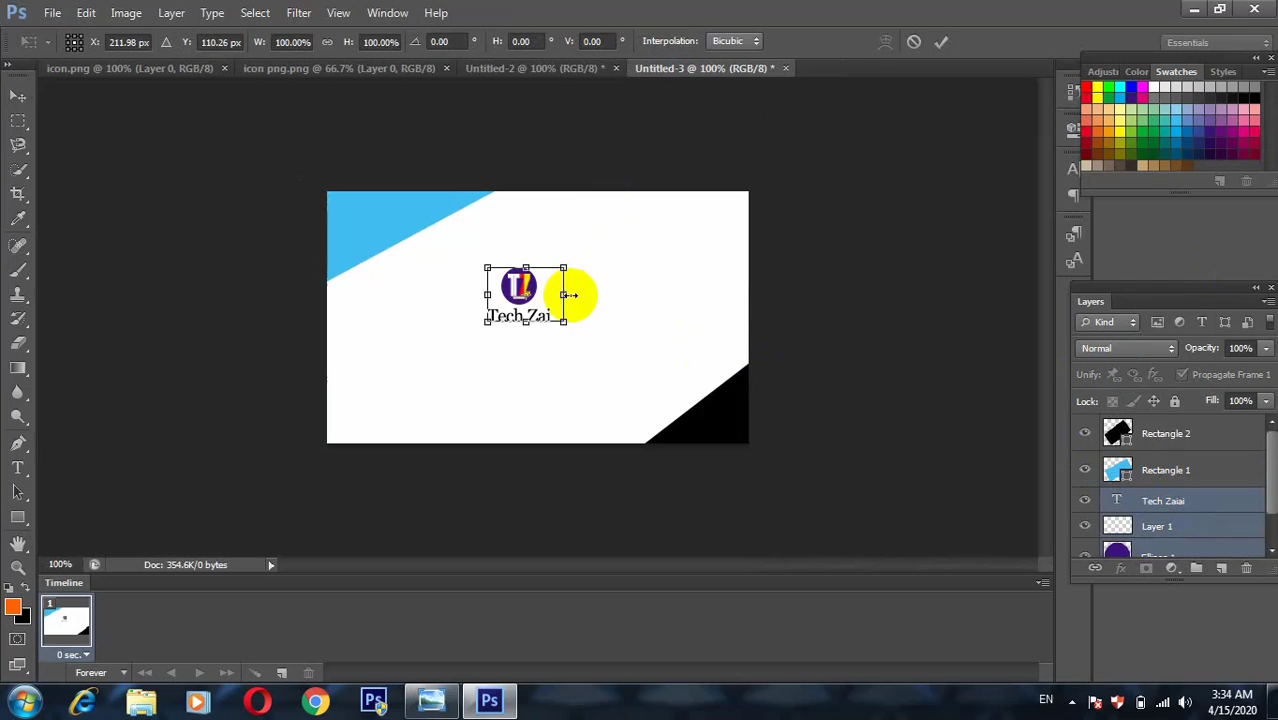 Ps File Edit Image Layer Type Select Filter View Window Help
X: 211.98 px Y: 110.26 px W: 100.00% H: 100.00% 0.00 ° H: 0.00 ° V: 0.00 ° Interpolation: Bicubic Essentials
icon.png @ 100% (Layer 0, RGB/8) × icon png.png @ 66.7% (Layer 0, RGB/8) × Untitled-2 @ 100% (RGB/8) * × Untitled-3 @ 100% (RGB/8) * ×
Adjustr Color Swatches Styles
Tech Zai
Layers
Kind
Normal Opacity: 100%
Unify: Propagate Frame 1
Lock: Fill: 100%
Rectangle 2
Rectangle 1
T Tech Zaiai
Layer 1
Ellipse 1
100% Doc: 354.6K/0 bytes
Timeline
1
0 sec.
Forever
EN 3:34 AM
4/15/2020